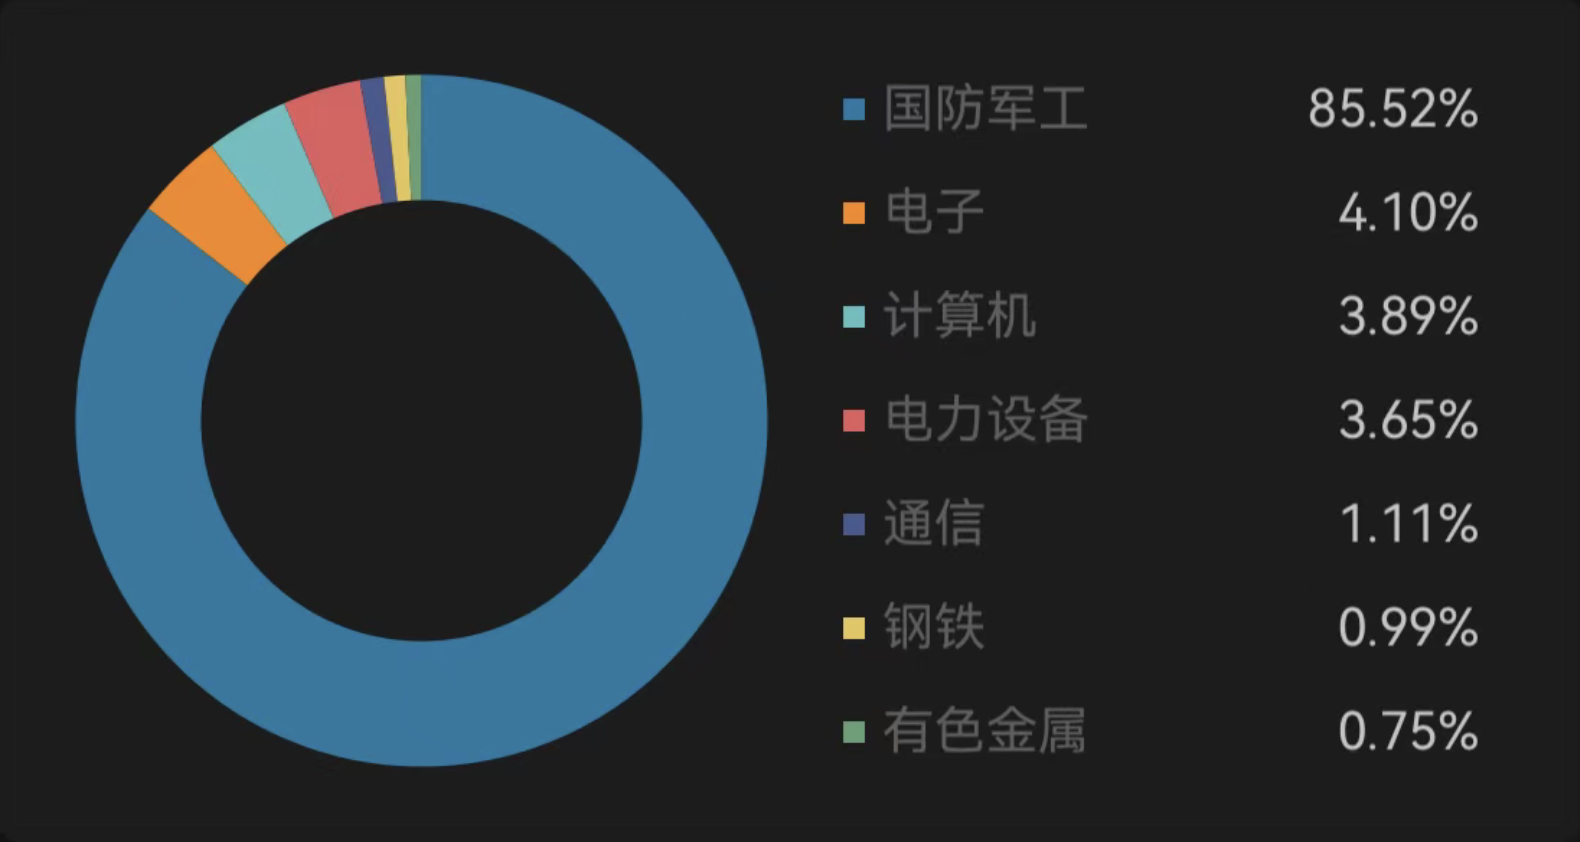 国防军工 85.52%
电子 4.10%
计算机 3.89%
电力设备 3.65%
通信 1.11%
钢铁 0.99%
有色金属 0.75%